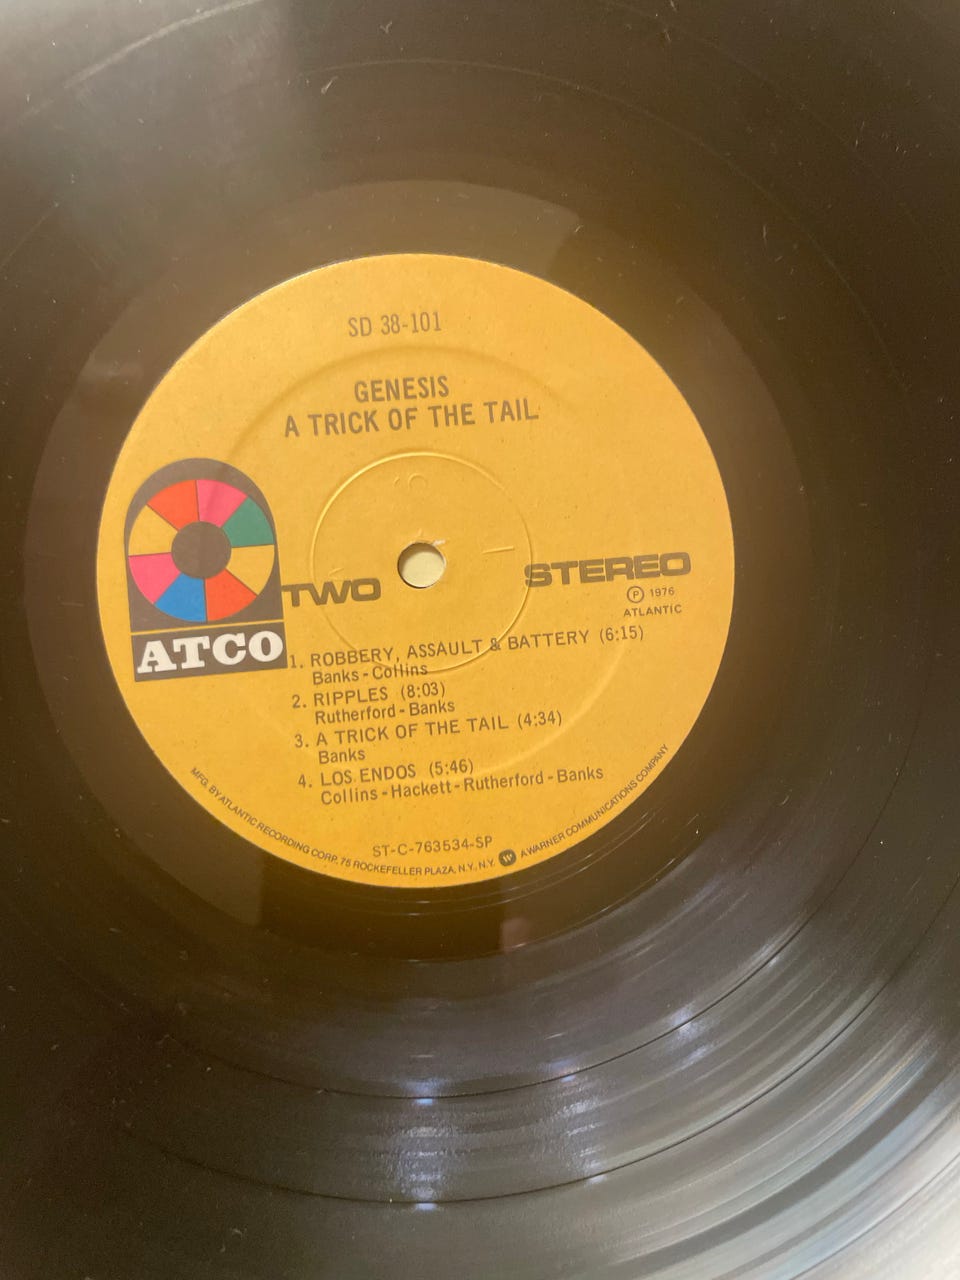 SD 38-101
GENESIS
A TRICK OF THE TAIL
ATCO
TWO
STEREO
Ⓟ 1976
ATLANTIC
1. ROBBERY, ASSAULT & BATTERY (6:15)
Banks - Collins
2. RIPPLES (8:03)
Rutherford - Banks
3. A TRICK OF THE TAIL (4:34)
Banks
4. LOS ENDOS (5:46)
Collins - Hackett - Rutherford - Banks
ST-C-763534-SP
MFG. BY ATLANTIC RECORDING CORP. 75 ROCKEFELLER PLAZA, N.Y., N.Y. W A WARNER COMMUNICATIONS COMPANY